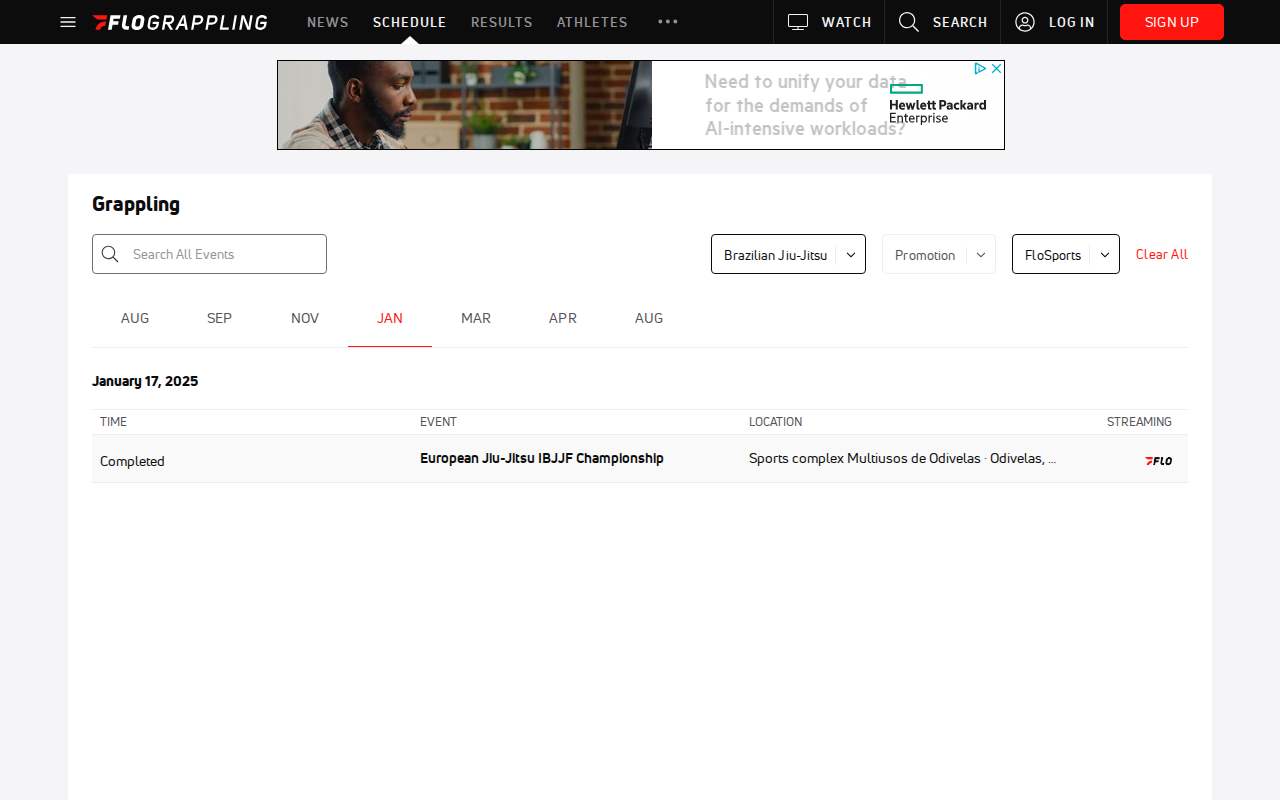 FLOGRAPPLING NEWS SCHEDULE RESULTS ATHLETES ••• WATCH SEARCH LOG IN SIGN UP
Need to unify your data
for the demands of
AI-intensive workloads?
Hewlett Packard
Enterprise
Grappling
Search All Events Brazilian Jiu-Jitsu Promotion FloSports Clear All
AUG SEP NOV JAN MAR APR AUG
January 17, 2025
TIME EVENT LOCATION STREAMING
Completed European Jiu-Jitsu IBJJF Championship Sports complex Multiusos de Odivelas · Odivelas, ... FLO